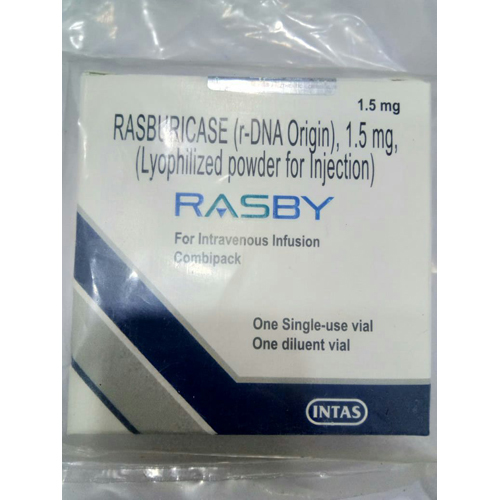 1.5 mg
RASBURICASE (r-DNA Origin), 1.5 mg,
(Lyophilized powder for Injection)
RASBY
For Intravenous Infusion
Combipack
One Single-use vial
One diluent vial
INTAS